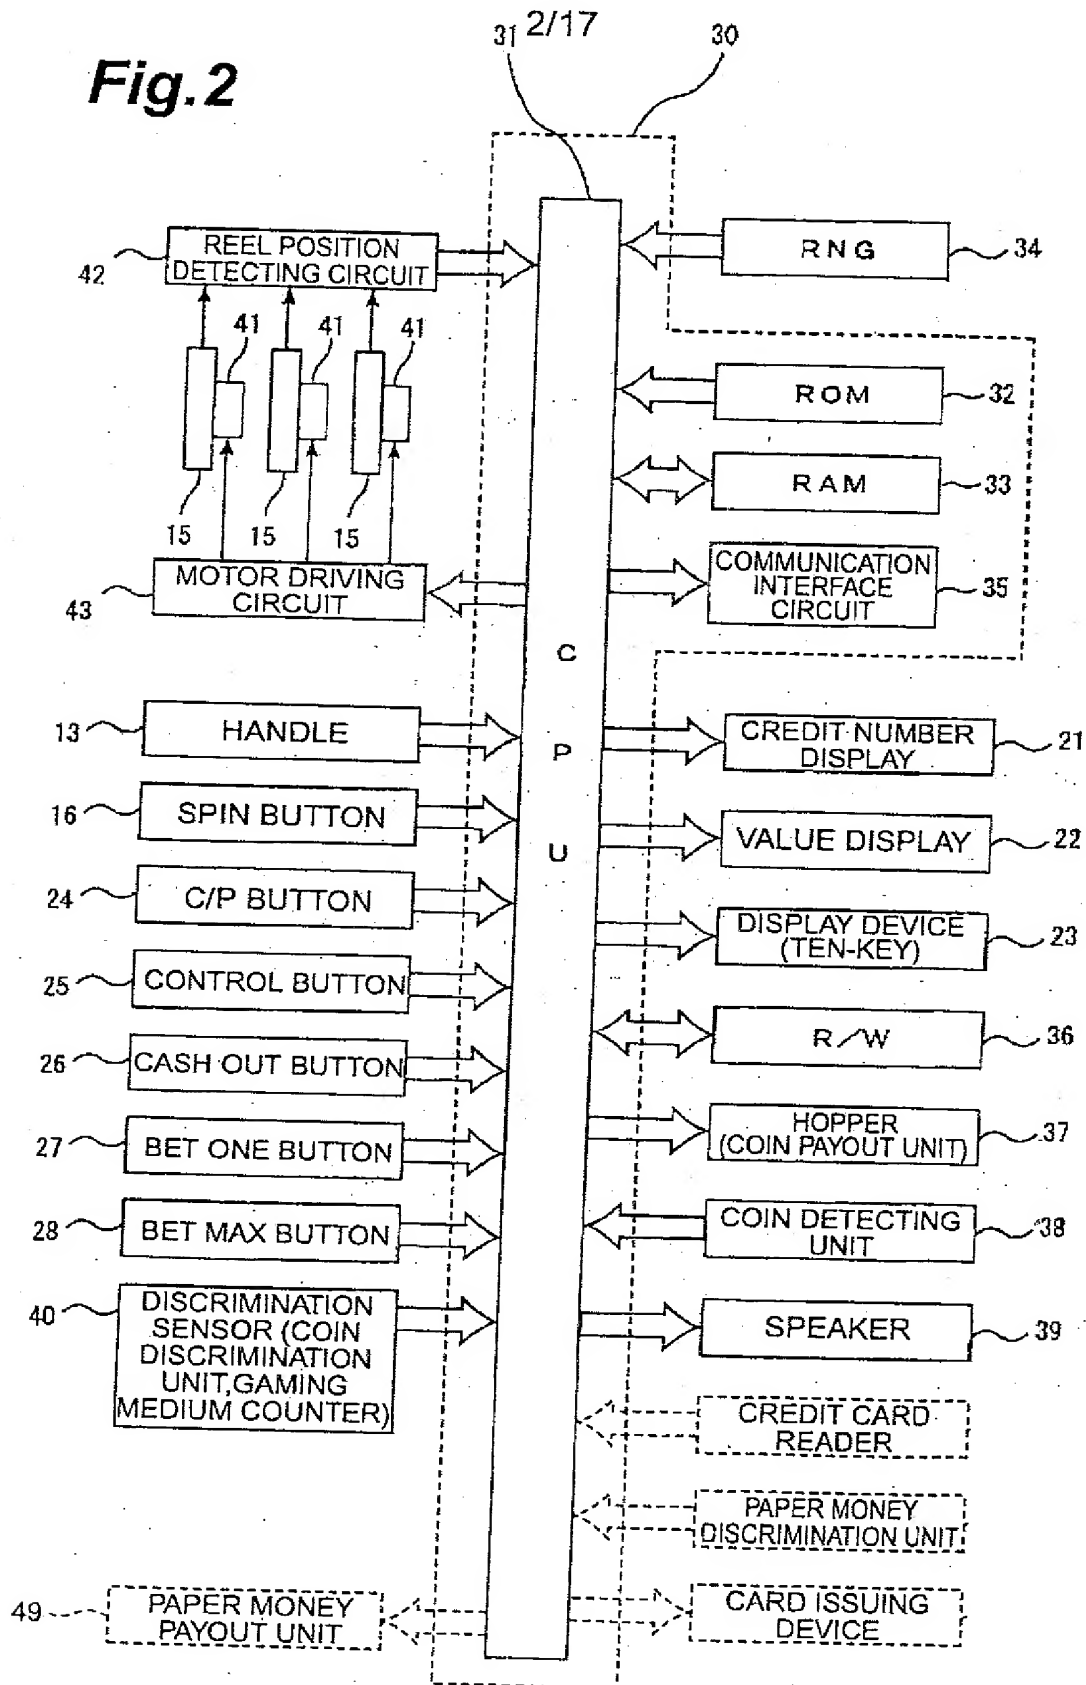 2/17
Fig.2
31
30
REEL POSITION
DETECTING CIRCUIT
42
RNG
34
41
41
41
ROM
32
RAM
33
15
15
15
MOTOR DRIVING
CIRCUIT
43
COMMUNICATION
INTERFACE
CIRCUIT
35
C
P
U
HANDLE
13
CREDIT NUMBER
DISPLAY
21
SPIN BUTTON
16
VALUE DISPLAY
22
C/P BUTTON
24
DISPLAY DEVICE
(TEN-KEY)
23
CONTROL BUTTON
25
R/W
36
CASH OUT BUTTON
26
HOPPER
(COIN PAYOUT UNIT)
37
BET ONE BUTTON
27
COIN DETECTING
UNIT
38
BET MAX BUTTON
28
DISCRIMINATION
SENSOR (COIN
DISCRIMINATION
UNIT,GAMING
MEDIUM COUNTER)
40
SPEAKER
39
CREDIT CARD
READER
PAPER MONEY
DISCRIMINATION UNIT
PAPER MONEY
PAYOUT UNIT
49
CARD ISSUING
DEVICE